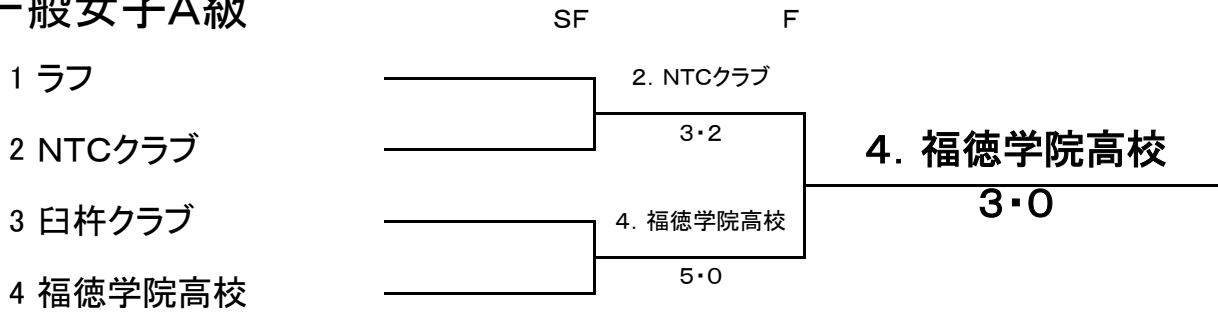 一般女子A級
SF
F
1 ラフ
2. NTCクラブ
2 NTCクラブ
3・2
4. 福徳学院高校
3・0
3 臼杵クラブ
4. 福徳学院高校
5・0
4 福徳学院高校